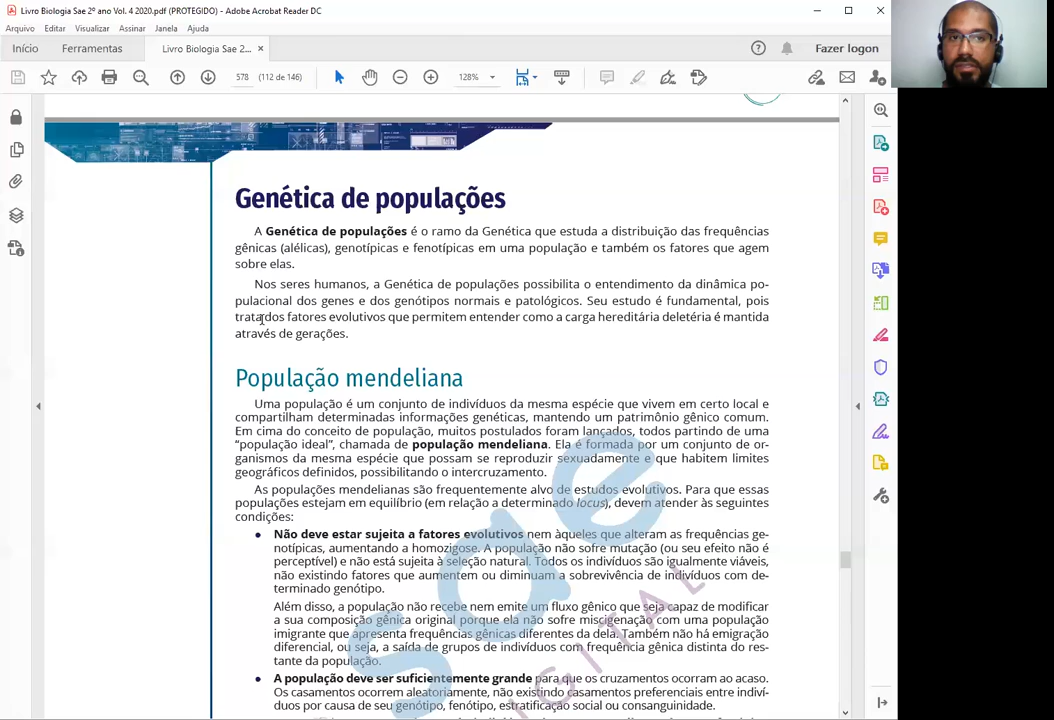 Livro Biologia Sae 2º ano Vol. 4 2020.pdf (PROTEGIDO) - Adobe Acrobat Reader DC
Arquivo Editar Visualizar Assinar Janela Ajuda
Início Ferramentas Livro Biologia Sae 2... × Fazer logon
578 (112 de 146) 128%
Genética de populações
A Genética de populações é o ramo da Genética que estuda a distribuição das frequências
gênicas (alélicas), genotípicas e fenotípicas em uma população e também os fatores que agem
sobre elas.
Nos seres humanos, a Genética de populações possibilita o entendimento da dinâmica po-
pulacional dos genes e dos genótipos normais e patológicos. Seu estudo é fundamental, pois
trata dos fatores evolutivos que permitem entender como a carga hereditária deletéria é mantida
através de gerações.
População mendeliana
Uma população é um conjunto de indivíduos da mesma espécie que vivem em certo local e
compartilham determinadas informações genéticas, mantendo um patrimônio gênico comum.
Em cima do conceito de população, muitos postulados foram lançados, todos partindo de uma
“população ideal”, chamada de população mendeliana. Ela é formada por um conjunto de or-
ganismos da mesma espécie que possam se reproduzir sexuadamente e que habitem limites
geográficos definidos, possibilitando o intercruzamento.
As populações mendelianas são frequentemente alvo de estudos evolutivos. Para que essas
populações estejam em equilíbrio (em relação a determinado locus), devem atender às seguintes
condições:
• Não deve estar sujeita a fatores evolutivos nem àqueles que alteram as frequências ge-
notípicas, aumentando a homozigose. A população não sofre mutação (ou seu efeito não é
perceptível) e não está sujeita à seleção natural. Todos os indivíduos são igualmente viáveis,
não existindo fatores que aumentem ou diminuam a sobrevivência de indivíduos com de-
terminado genótipo.
Além disso, a população não recebe nem emite um fluxo gênico que seja capaz de modificar
a sua composição gênica original porque ela não sofre miscigenação com uma população
imigrante que apresenta frequências gênicas diferentes da dela. Também não há emigração
diferencial, ou seja, a saída de grupos de indivíduos com frequência gênica distinta do res-
tante da população.
• A população deve ser suficientemente grande para que os cruzamentos ocorram ao acaso.
Os casamentos ocorrem aleatoriamente, não existindo casamentos preferenciais entre indiví-
duos por causa de seu genótipo, fenótipo, estratificação social ou consanguinidade.
sae
DIGITAL